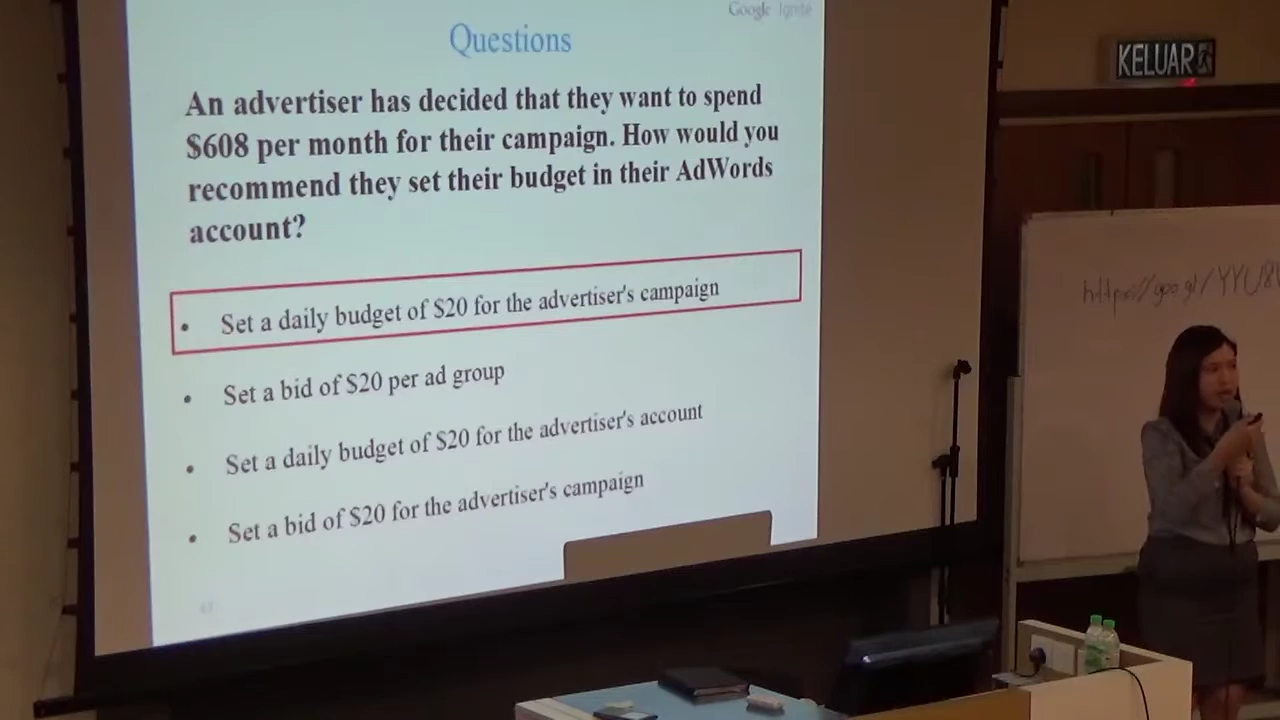 Google Ignite
Questions
An advertiser has decided that they want to spend
$608 per month for their campaign. How would you
recommend they set their budget in their AdWords
account?
• Set a daily budget of $20 for the advertiser's campaign
• Set a bid of $20 per ad group
• Set a daily budget of $20 for the advertiser's account
• Set a bid of $20 for the advertiser's campaign
KELUAR